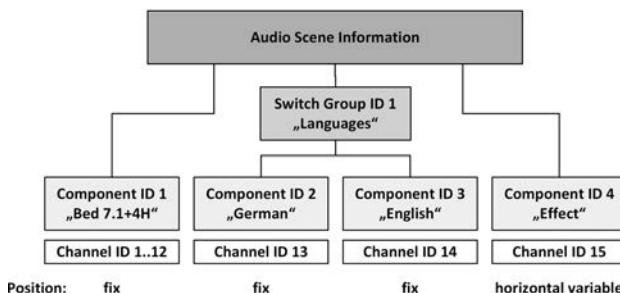 Audio Scene Information
Switch Group ID 1
„Languages“
Component ID 1
„Bed 7.1+4H“
Component ID 2
„German“
Component ID 3
„English“
Component ID 4
„Effect“
Channel ID 1..12
Channel ID 13
Channel ID 14
Channel ID 15
Position: fix fix fix horizontal variable